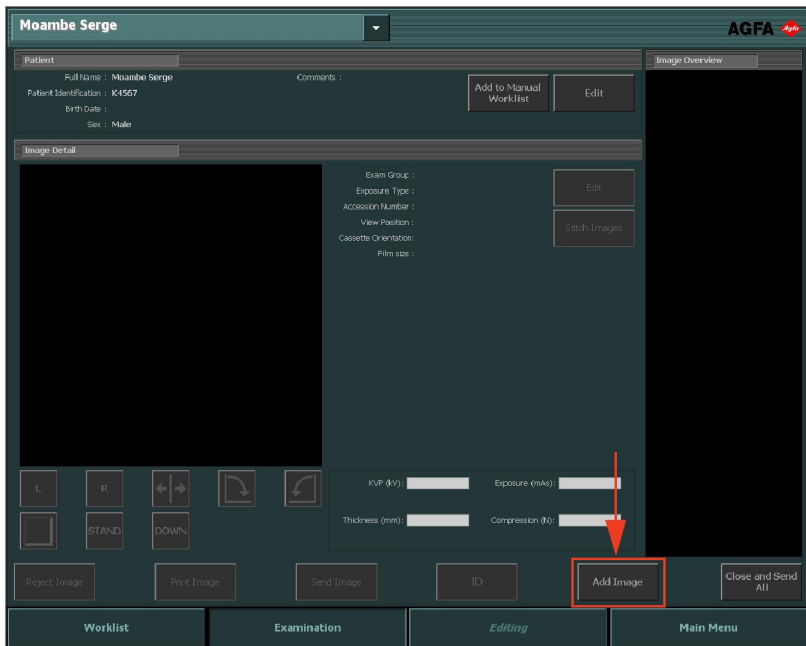 Moambe Serge
AGFA Agfa
Patient
Image Overview
Full Name : Moambe Serge
Comments :
Patient Identification : K4567
Birth Date :
Sex : Male
Add to Manual
Worklist
Edit
Image Detail
Exam Group :
Exposure Type :
Accession Number :
View Position :
Cassette Orientation:
Film size :
Edit
Stitch Images
L
R
STAND
DOWN
KVP (kV):
Exposure (mAs):
Thickness (mm):
Compression (N):
Reject Image
Print Image
Send Image
ID
Add Image
Close and Send
All
Worklist
Examination
Editing
Main Menu